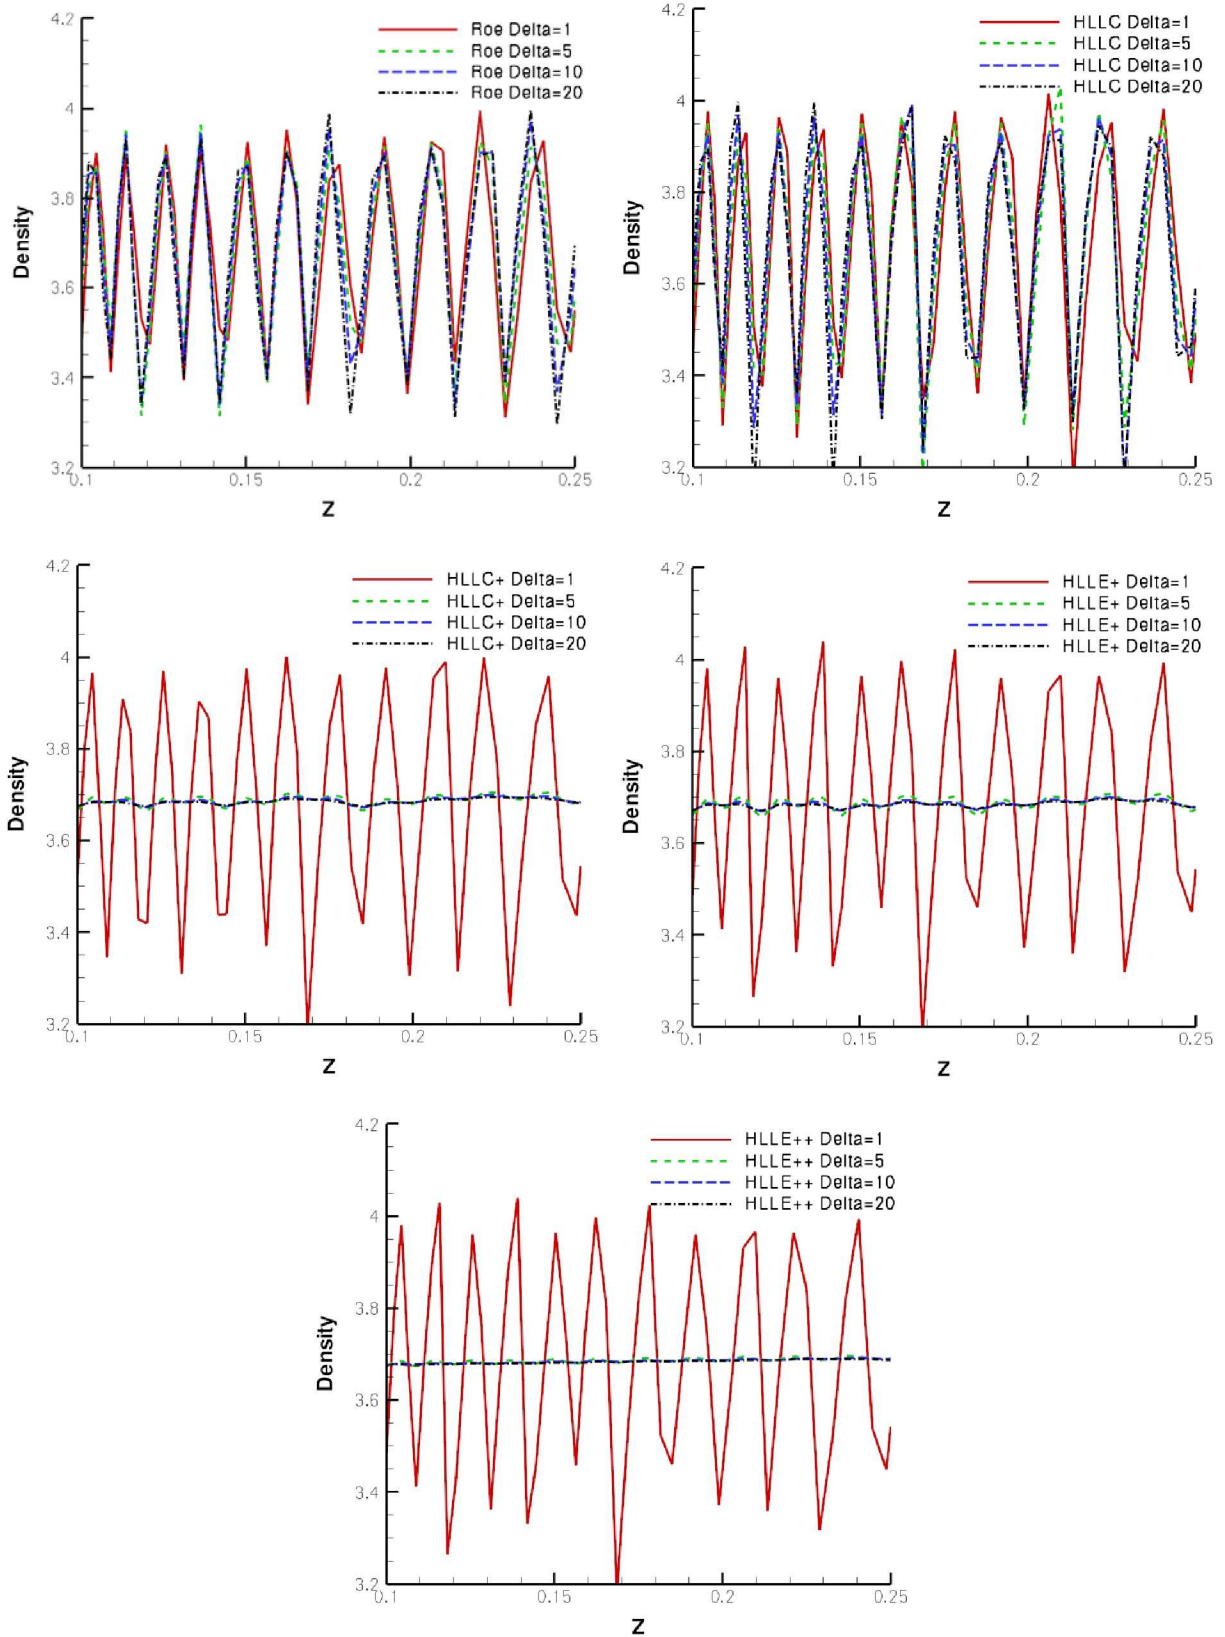 4.2
Roe Delta=1
Roe Delta=5
Roe Delta=10
Roe Delta=20
4
3.8
3.6
3.4
3.2
Density
0.1
0.15
0.2
0.25
Z
4.2
HLLC Delta=1
HLLC Delta=5
HLLC Delta=10
HLLC Delta=20
4
3.8
3.6
3.4
3.2
Density
0.1
0.15
0.2
0.25
Z
4.2
HLLC+ Delta=1
HLLC+ Delta=5
HLLC+ Delta=10
HLLC+ Delta=20
4
3.8
3.6
3.4
3.2
Density
0.1
0.15
0.2
0.25
Z
4.2
HLLE+ Delta=1
HLLE+ Delta=5
HLLE+ Delta=10
HLLE+ Delta=20
4
3.8
3.6
3.4
3.2
Density
0.1
0.15
0.2
0.25
Z
4.2
HLLE++ Delta=1
HLLE++ Delta=5
HLLE++ Delta=10
HLLE++ Delta=20
4
3.8
3.6
3.4
3.2
Density
0.1
0.15
0.2
0.25
Z